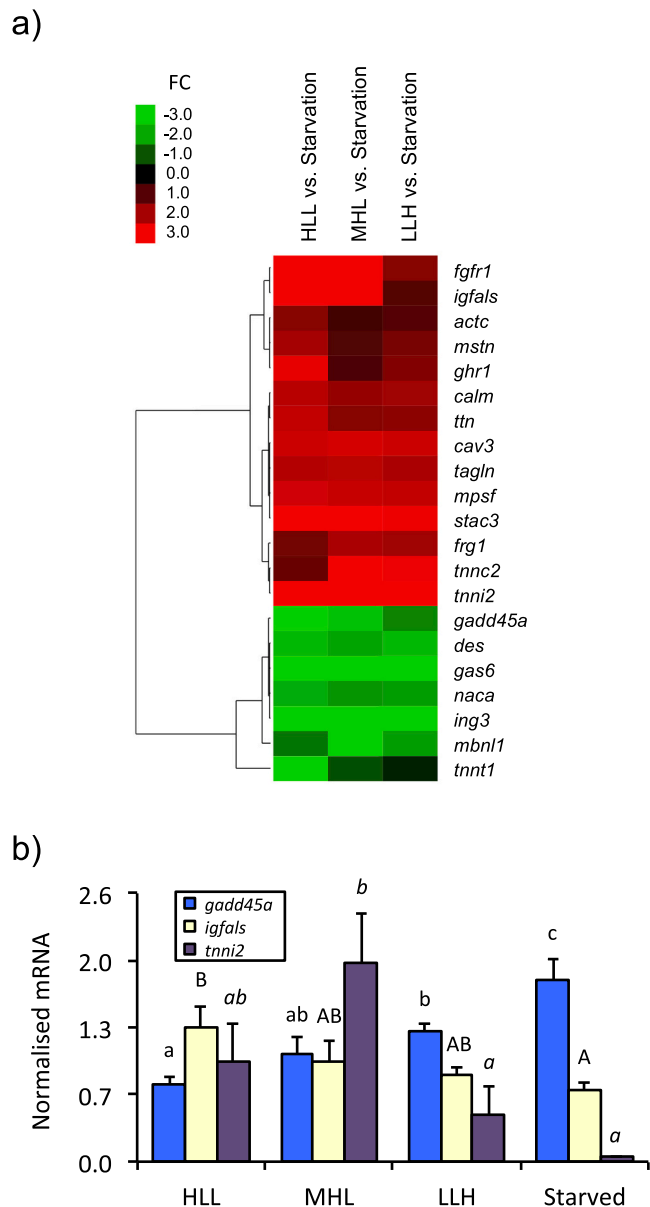 a)
FC
-3.0
-2.0
-1.0
0.0
1.0
2.0
3.0
HLL vs. Starvation
MHL vs. Starvation
LLH vs. Starvation
fgfr1
igfals
actc
mstn
ghr1
calm
ttn
cav3
tagln
mpsf
stac3
frg1
tnnc2
tnni2
gadd45a
des
gas6
naca
ing3
mbnl1
tnnt1
b)
Normalised mRNA
2.6
2.0
1.3
0.7
0.0
gadd45a
igfals
tnni2
a B ab
ab AB b
b AB a
c A a
HLL MHL LLH Starved